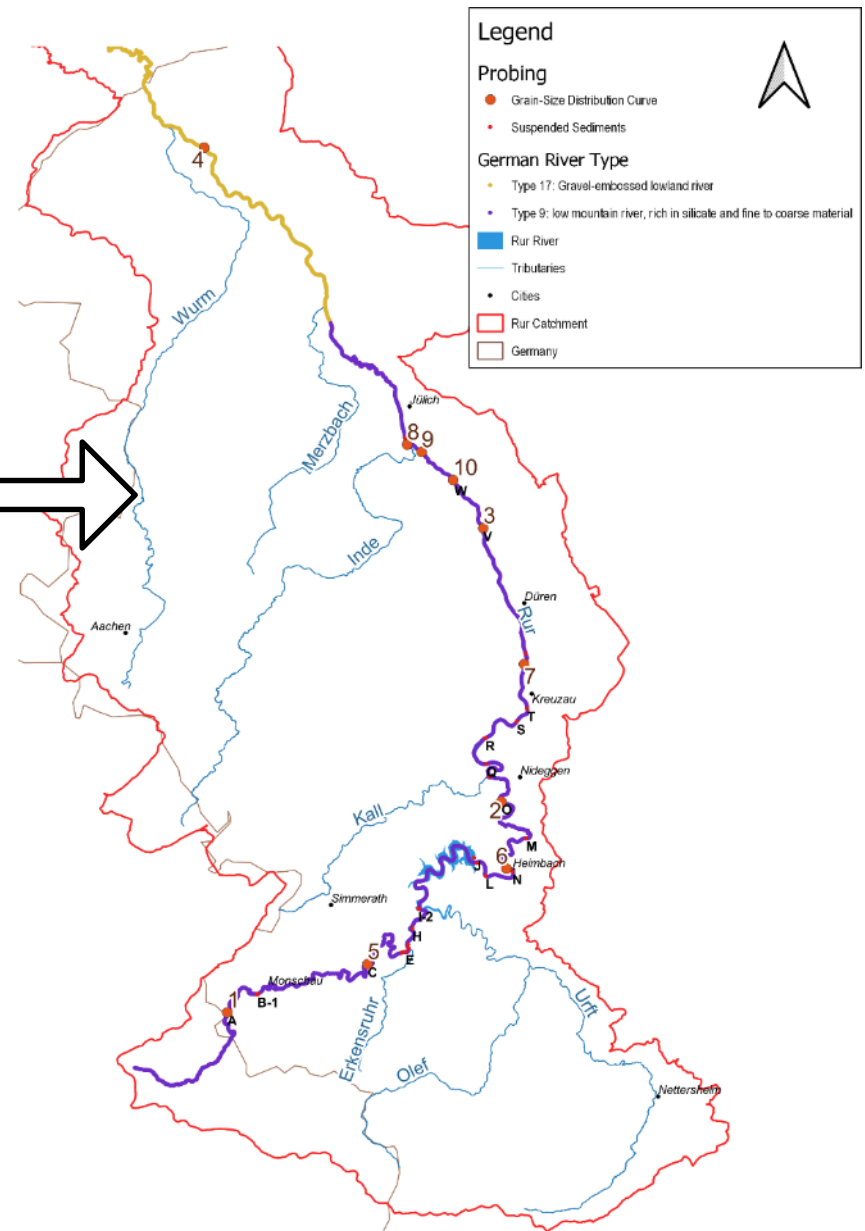 Legend
Probing
Grain-Size Distribution Curve
Suspended Sediments
German River Type
Type 17: Gravel-embossed lowland river
Type 9: low mountain river, rich in silicate and fine to coarse material
Rur River
Tributaries
Cities
Rur Catchment
Germany
4
Wurm
Jülich
8
9
Merzbach
10
W
3
V
Inde
Düren
Rur
Aachen
7
Kreuzau
T
S
R
Q
Nideggen
2
O
Kall
M
6
Heimbach
J
L
N
Simmerath
I-2
H
5
E
C
Monschau
B-1
1
A
Erkensruhr
Urft
Olef
Nettersheim